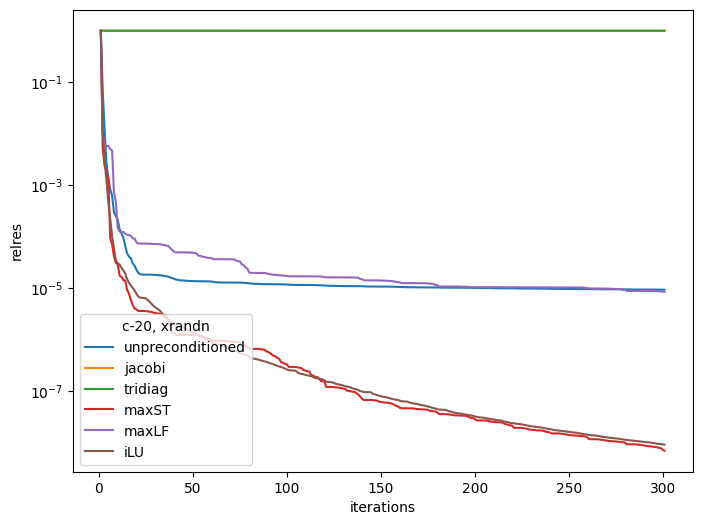 10⁻¹
10⁻³
10⁻⁵
10⁻⁷
relres
c-20, xrandn
unpreconditioned
jacobi
tridiag
maxST
maxLF
iLU
0 50 100 150 200 250 300
iterations